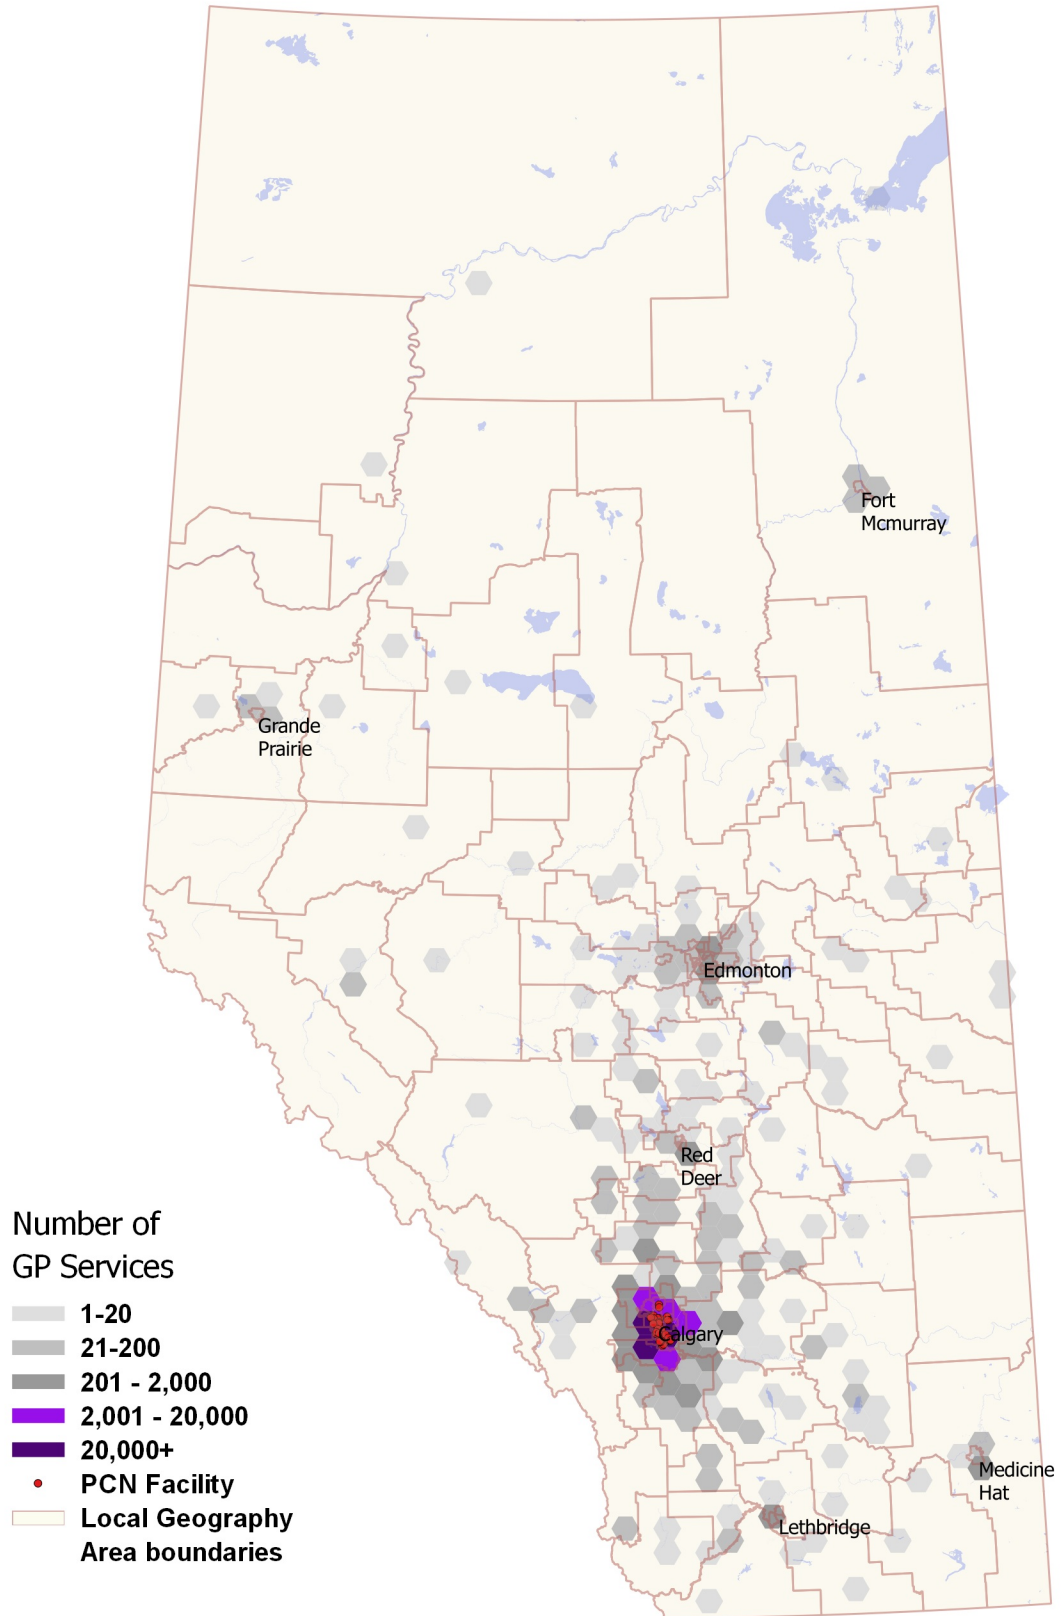 Fort
Mcmurray
Grande
Prairie
Edmonton
Red
Deer
Number of
GP Services
1-20
21-200
201 - 2,000
2,001 - 20,000
20,000+
PCN Facility
Local Geography
Area boundaries
Calgary
Medicine
Hat
Lethbridge